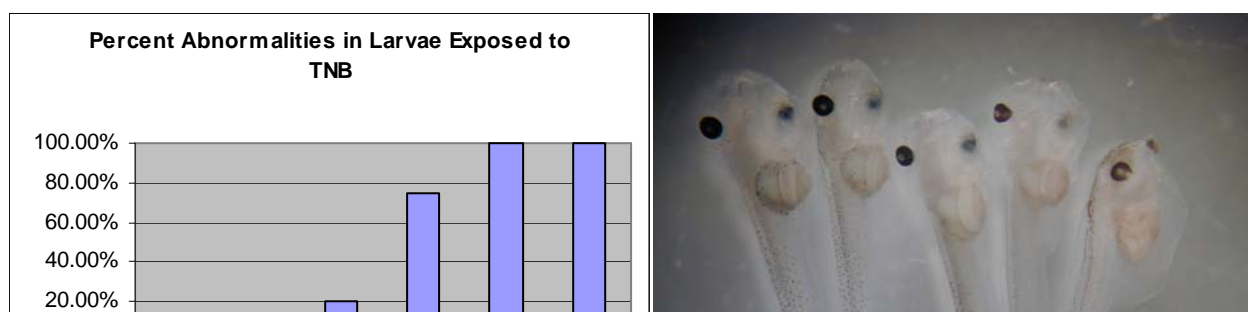 Percent Abnormalities in Larvae Exposed to
TNB
100.00%
80.00%
60.00%
40.00%
20.00%